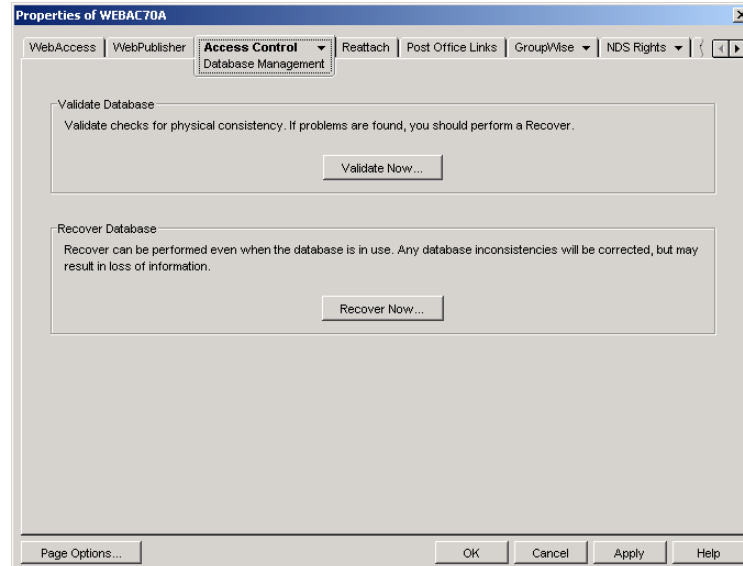 Properties of WEBAC70A
WebAccess WebPublisher Access Control Reattach Post Office Links GroupWise NDS Rights
Database Management
Validate Database
Validate checks for physical consistency. If problems are found, you should perform a Recover.
Validate Now...
Recover Database
Recover can be performed even when the database is in use. Any database inconsistencies will be corrected, but may
result in loss of information.
Recover Now...
Page Options... OK Cancel Apply Help